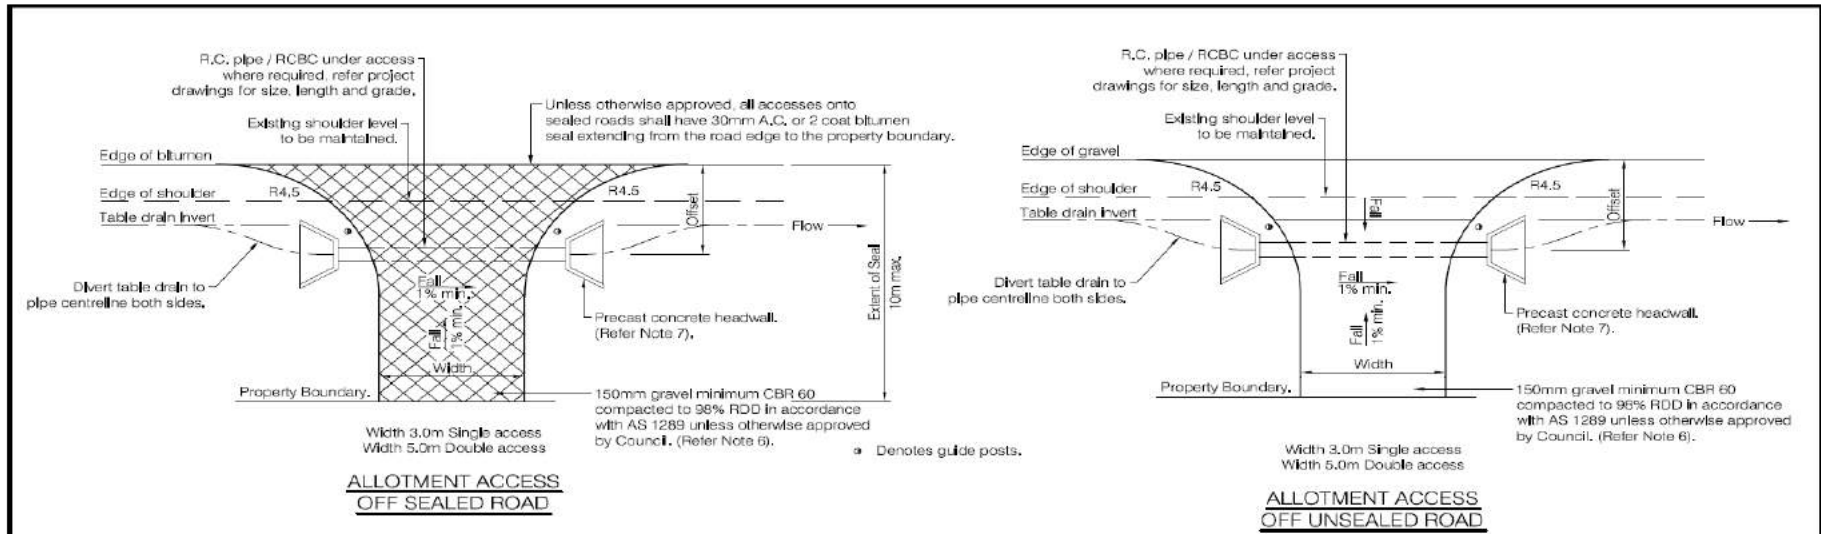 R.C. pipe / RCBC under access
where required, refer project
drawings for size, length and grade.
Existing shoulder level
to be maintained.
Unless otherwise approved, all accesses onto
sealed roads shall have 30mm A.C. or 2 coat bitumen
seal extending from the road edge to the property boundary.
Edge of bitumen
Edge of shoulder
R4.5
R4.5
Table drain invert
Offset
Flow
Divert table drain to
pipe centreline both sides.
Fall
1% min.
Fall
1% min.
Extent of Seal
10m max.
Precast concrete headwall.
(Refer Note 7).
Width
Property Boundary.
150mm gravel minimum CBR 60
compacted to 98% RDD in accordance
with AS 1289 unless otherwise approved
by Council. (Refer Note 6).
Width 3.0m Single access
Width 5.0m Double access
Denotes guide posts.
ALLOTMENT ACCESS
OFF SEALED ROAD
R.C. pipe / RCBC under access
where required, refer project
drawings for size, length and grade.
Existing shoulder level
to be maintained.
Edge of gravel
Edge of shoulder
R4.5
R4.5
Table drain invert
Fall
Offset
Flow
Divert table drain to
pipe centreline both sides.
Fall
1% min.
Fall
1% min.
Precast concrete headwall.
(Refer Note 7).
Width
Property Boundary.
150mm gravel minimum CBR 60
compacted to 98% RDD in accordance
with AS 1289 unless otherwise approved
by Council. (Refer Note 6).
Width 3.0m Single access
Width 5.0m Double access
ALLOTMENT ACCESS
OFF UNSEALED ROAD